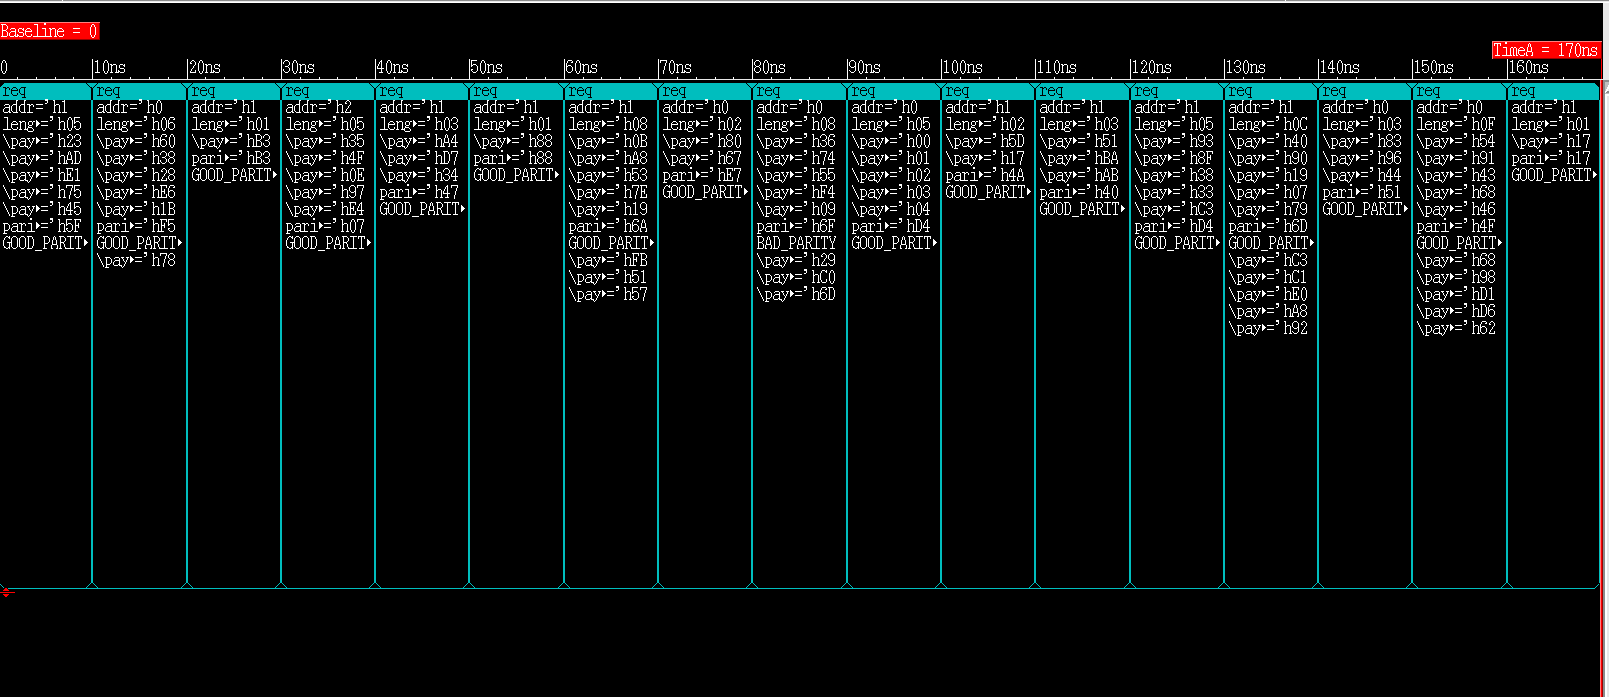 Baseline = 0
TimeA = 170ns
0 10ns 20ns 30ns 40ns 50ns 60ns 70ns 80ns 90ns 100ns 110ns 120ns 130ns 140ns 150ns 160ns
req
addr='h1
leng▸='h05
\pay▸='h23
\pay▸='hAD
\pay▸='hE1
\pay▸='h75
\pay▸='h45
pari▸='h5F
GOOD_PARIT▸
req
addr='h0
leng▸='h06
\pay▸='h60
\pay▸='h38
\pay▸='h28
\pay▸='hE6
\pay▸='h1B
pari▸='hF5
GOOD_PARIT▸
\pay▸='h78
req
addr='h1
leng▸='h01
\pay▸='hB3
pari▸='hB3
GOOD_PARIT▸
req
addr='h2
leng▸='h05
\pay▸='h35
\pay▸='h4F
\pay▸='h0E
\pay▸='h97
\pay▸='hE4
pari▸='h07
GOOD_PARIT▸
req
addr='h1
leng▸='h03
\pay▸='hA4
\pay▸='hD7
\pay▸='h34
pari▸='h47
GOOD_PARIT▸
req
addr='h1
leng▸='h01
\pay▸='h88
pari▸='h88
GOOD_PARIT▸
req
addr='h1
leng▸='h08
\pay▸='h0B
\pay▸='hA8
\pay▸='h53
\pay▸='h7E
\pay▸='h19
pari▸='h6A
GOOD_PARIT▸
\pay▸='hFB
\pay▸='h51
\pay▸='h57
req
addr='h0
leng▸='h02
\pay▸='h80
\pay▸='h67
pari▸='hE7
GOOD_PARIT▸
req
addr='h0
leng▸='h08
\pay▸='h36
\pay▸='h74
\pay▸='h55
\pay▸='hF4
\pay▸='h09
pari▸='h6F
BAD_PARITY
\pay▸='h29
\pay▸='hC0
\pay▸='h6D
req
addr='h0
leng▸='h05
\pay▸='h00
\pay▸='h01
\pay▸='h02
\pay▸='h03
\pay▸='h04
pari▸='hD4
GOOD_PARIT▸
req
addr='h1
leng▸='h02
\pay▸='h5D
\pay▸='h17
pari▸='h4A
GOOD_PARIT▸
req
addr='h1
leng▸='h03
\pay▸='h51
\pay▸='hBA
\pay▸='hAB
pari▸='h40
GOOD_PARIT▸
req
addr='h1
leng▸='h05
\pay▸='h93
\pay▸='h8F
\pay▸='h38
\pay▸='h33
\pay▸='hC3
pari▸='hD4
GOOD_PARIT▸
req
addr='h1
leng▸='h0C
\pay▸='h40
\pay▸='h90
\pay▸='h19
\pay▸='h07
\pay▸='h79
pari▸='h6D
GOOD_PARIT▸
\pay▸='hC3
\pay▸='hC1
\pay▸='hE0
\pay▸='hA8
\pay▸='h92
req
addr='h0
leng▸='h03
\pay▸='h83
\pay▸='h96
\pay▸='h44
pari▸='h51
GOOD_PARIT▸
req
addr='h0
leng▸='h0F
\pay▸='h54
\pay▸='h91
\pay▸='h43
\pay▸='h68
\pay▸='h46
pari▸='h4F
GOOD_PARIT▸
\pay▸='h68
\pay▸='h98
\pay▸='hD1
\pay▸='hD6
\pay▸='h62
req
addr='h1
leng▸='h01
\pay▸='h17
pari▸='h17
GOOD_PARIT▸